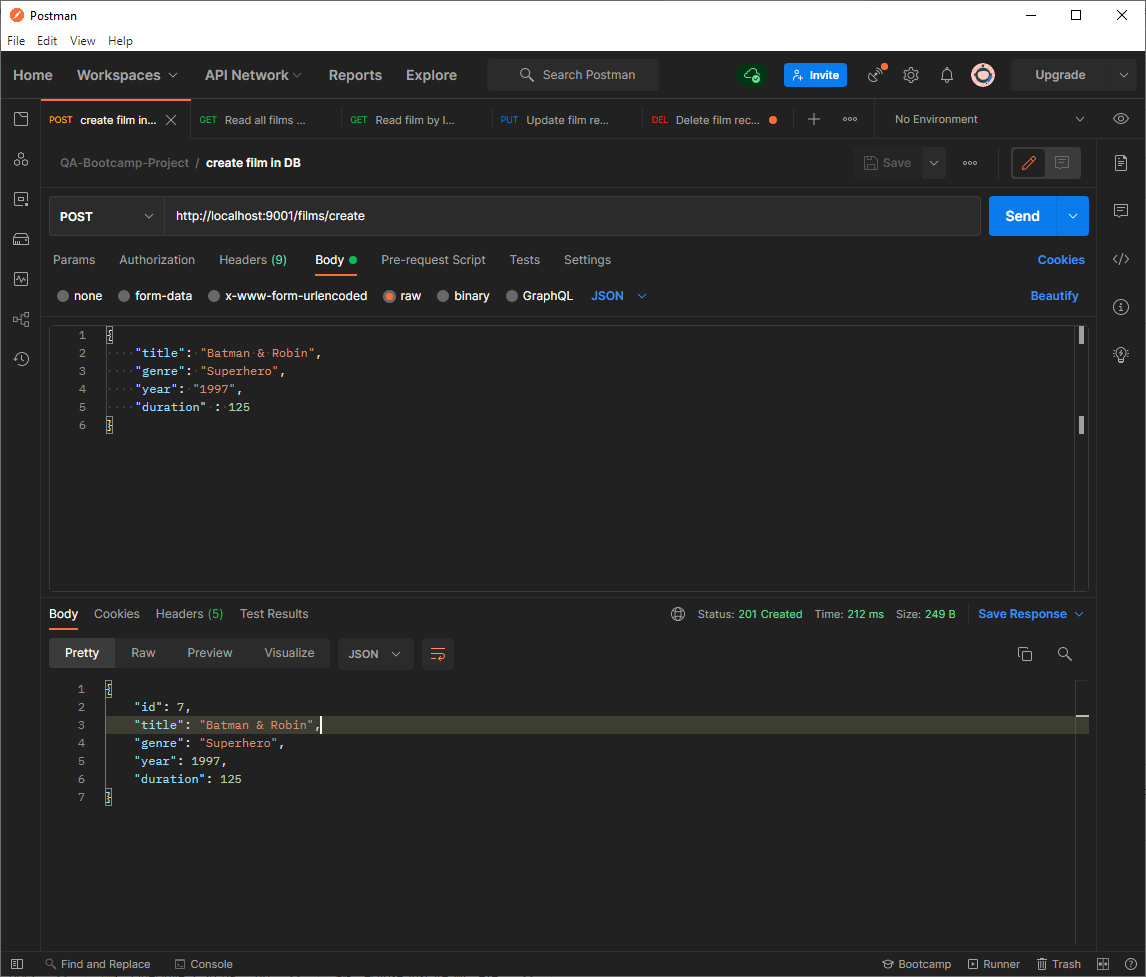 Postman
File Edit View Help
Home Workspaces API Network Reports Explore Search Postman Invite Upgrade
POST create film in... GET Read all films ... GET Read film by I... PUT Update film re... DEL Delete film rec... No Environment
QA-Bootcamp-Project / create film in DB Save
POST http://localhost:9001/films/create Send
Params Authorization Headers (9) Body Pre-request Script Tests Settings Cookies
none form-data x-www-form-urlencoded raw binary GraphQL JSON Beautify
1 {
2 "title": "Batman & Robin",
3 "genre": "Superhero",
4 "year": "1997",
5 "duration" : 125
6 }
Body Cookies Headers (5) Test Results Status: 201 Created Time: 212 ms Size: 249 B Save Response
Pretty Raw Preview Visualize JSON
1 {
2 "id": 7,
3 "title": "Batman & Robin",
4 "genre": "Superhero",
5 "year": 1997,
6 "duration": 125
7 }
Find and Replace Console Bootcamp Runner Trash